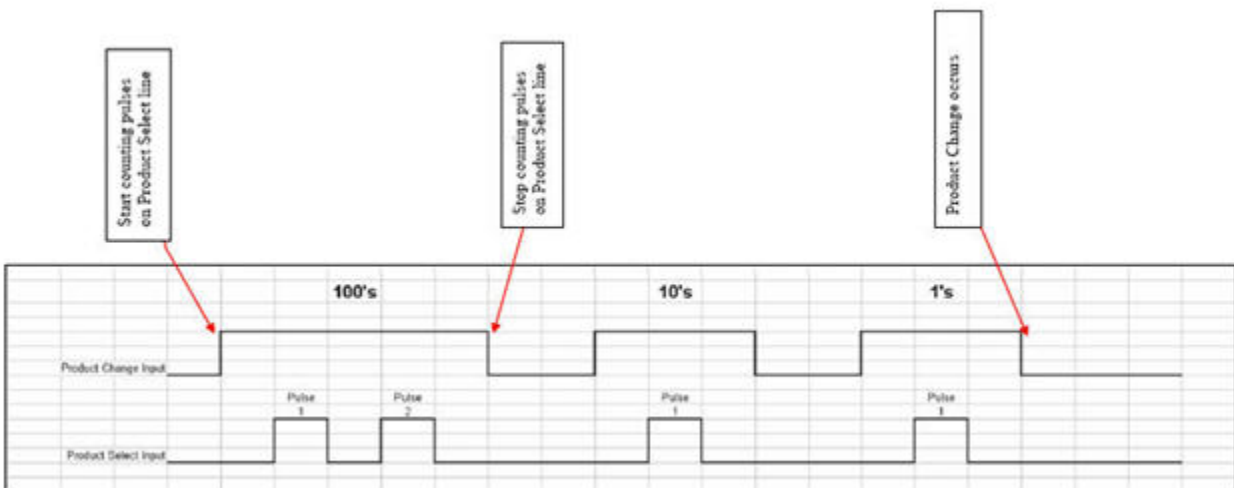 Start counting pulses
on Product Select line
Stop counting pulses
on Product Select line
Product Change occurs
100's
10's
1's
Product Change Input
Pulse
1
Pulse
2
Pulse
1
Pulse
1
Product Select Input